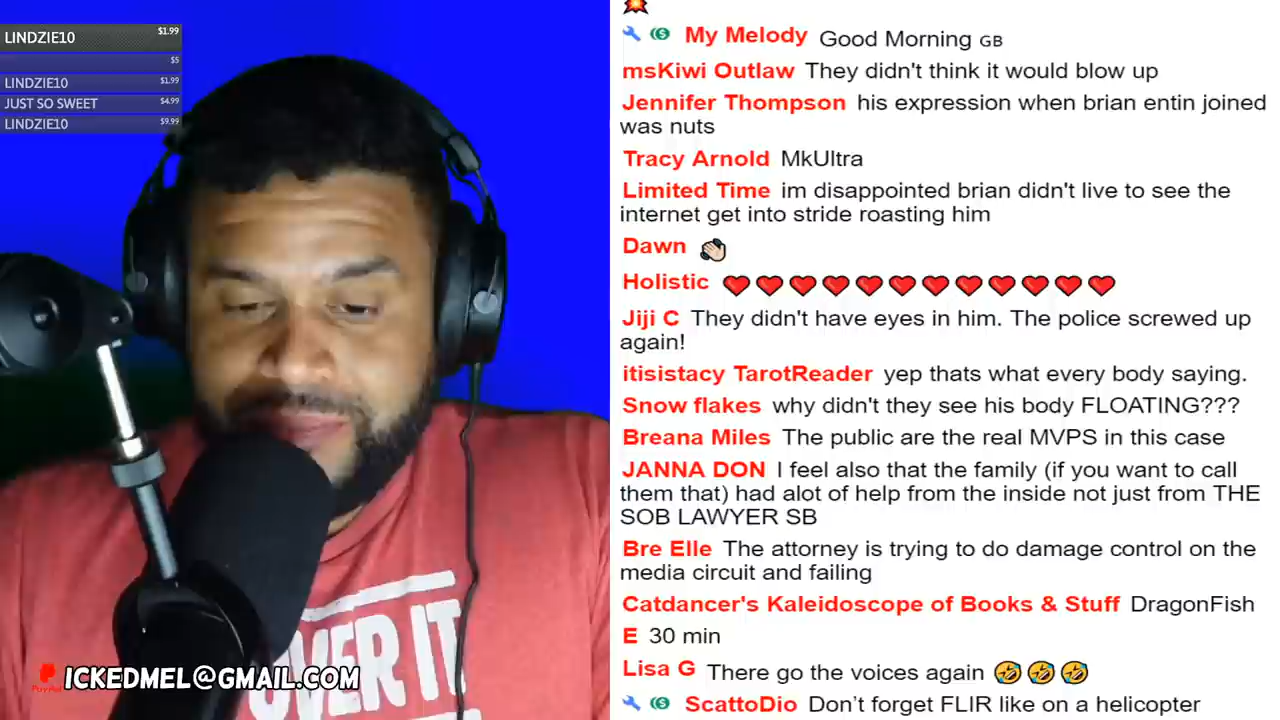 LINDZIE10 $1.99
$5
LINDZIE10 $1.99
JUST SO SWEET $4.99
LINDZIE10 $9.99
OVER IT
PayPal ICKEDMEL@GMAIL.COM
My Melody Good Morning GB
msKiwi Outlaw They didn't think it would blow up
Jennifer Thompson his expression when brian entin joined
was nuts
Tracy Arnold MkUltra
Limited Time im disappointed brian didn't live to see the
internet get into stride roasting him
Dawn 👏🏻
Holistic ❤❤❤❤❤❤❤❤❤❤❤❤
Jiji C They didn't have eyes in him. The police screwed up
again!
itisistacy TarotReader yep thats what every body saying.
Snow flakes why didn't they see his body FLOATING???
Breana Miles The public are the real MVPS in this case
JANNA DON I feel also that the family (if you want to call
them that) had alot of help from the inside not just from THE
SOB LAWYER SB
Bre Elle The attorney is trying to do damage control on the
media circuit and failing
Catdancer's Kaleidoscope of Books & Stuff DragonFish
E 30 min
Lisa G There go the voices again 🤣🤣🤣
ScattoDio Don't forget FLIR like on a helicopter